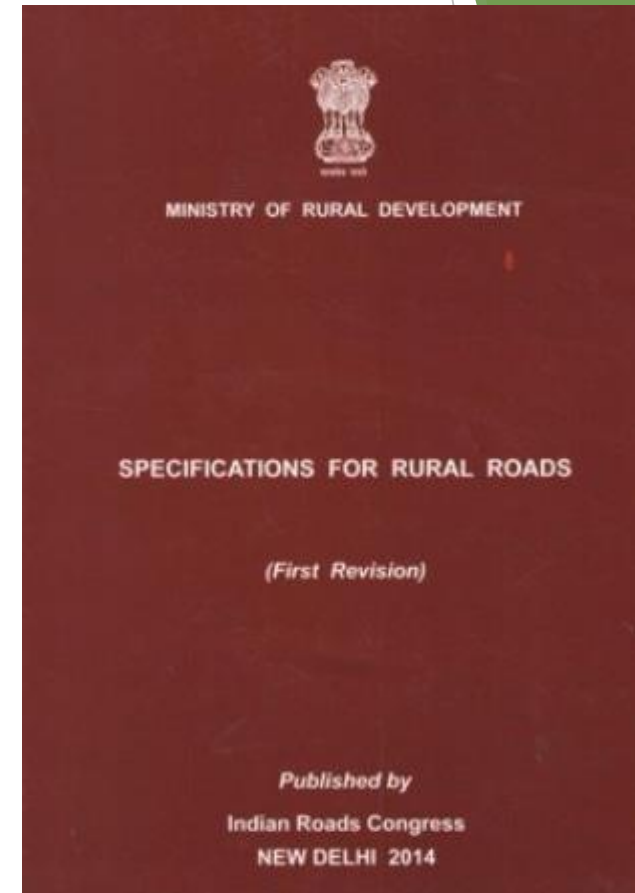 MINISTRY OF RURAL DEVELOPMENT
SPECIFICATIONS FOR RURAL ROADS
(First Revision)
Published by
Indian Roads Congress
NEW DELHI 2014